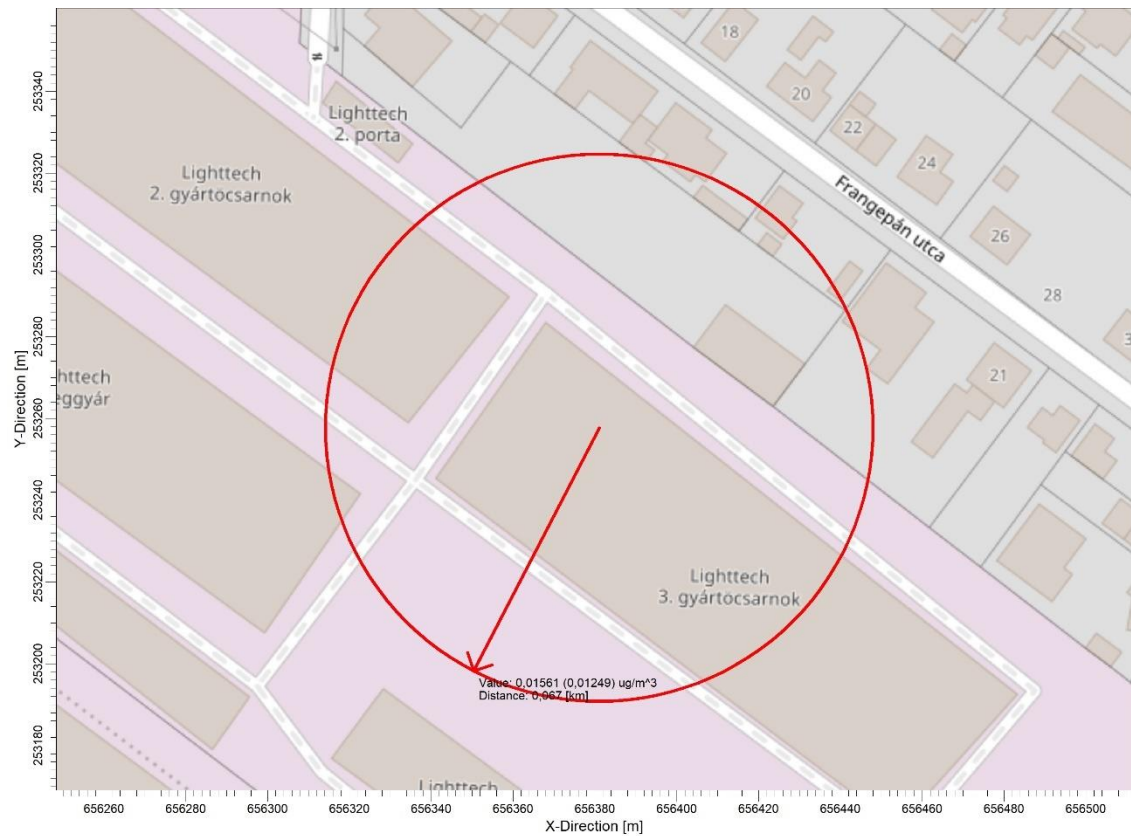 18
20
22
24
26
28
21
Frangepán utca
Lighttech
2. porta
Lighttech
2. gyártócsarnok
Lighttech
3. gyártócsarnok
Lighttech
Value: 0,01561 (0,01249) ug/m^3
Distance: 0,067 [km]
Y-Direction [m]
253340
253320
253300
253280
253260
253240
253220
253200
253180
656260
656280
656300
656320
656340
656360
656380
656400
656420
656440
656460
656480
656500
X-Direction [m]